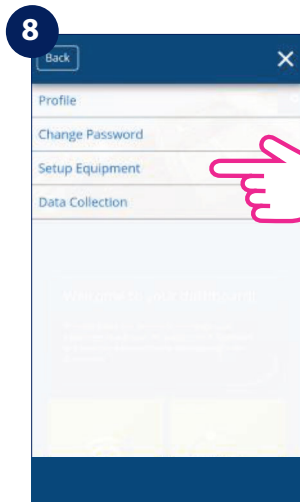 8
Back
Profile
Change Password
Setup Equipment
Data Collection
Welcome to your dashboard!